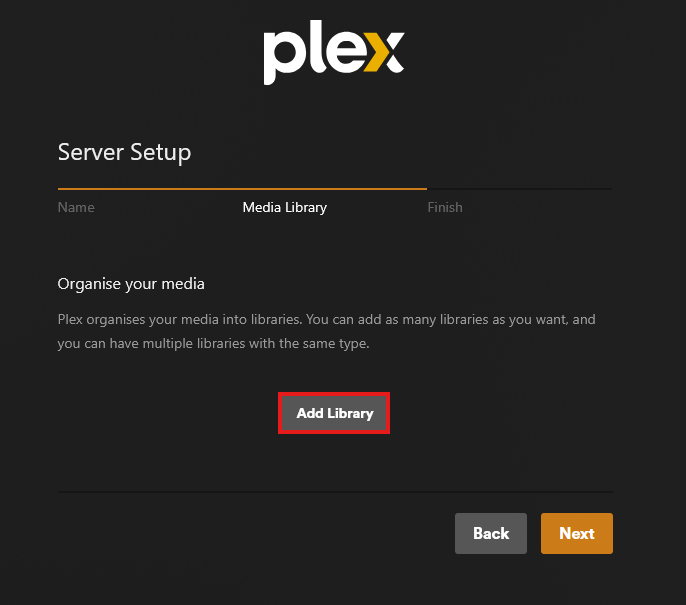 plex
Server Setup
Name
Media Library
Finish
Organise your media
Plex organises your media into libraries. You can add as many libraries as you want, and
you can have multiple libraries with the same type.
Add Library
Back
Next